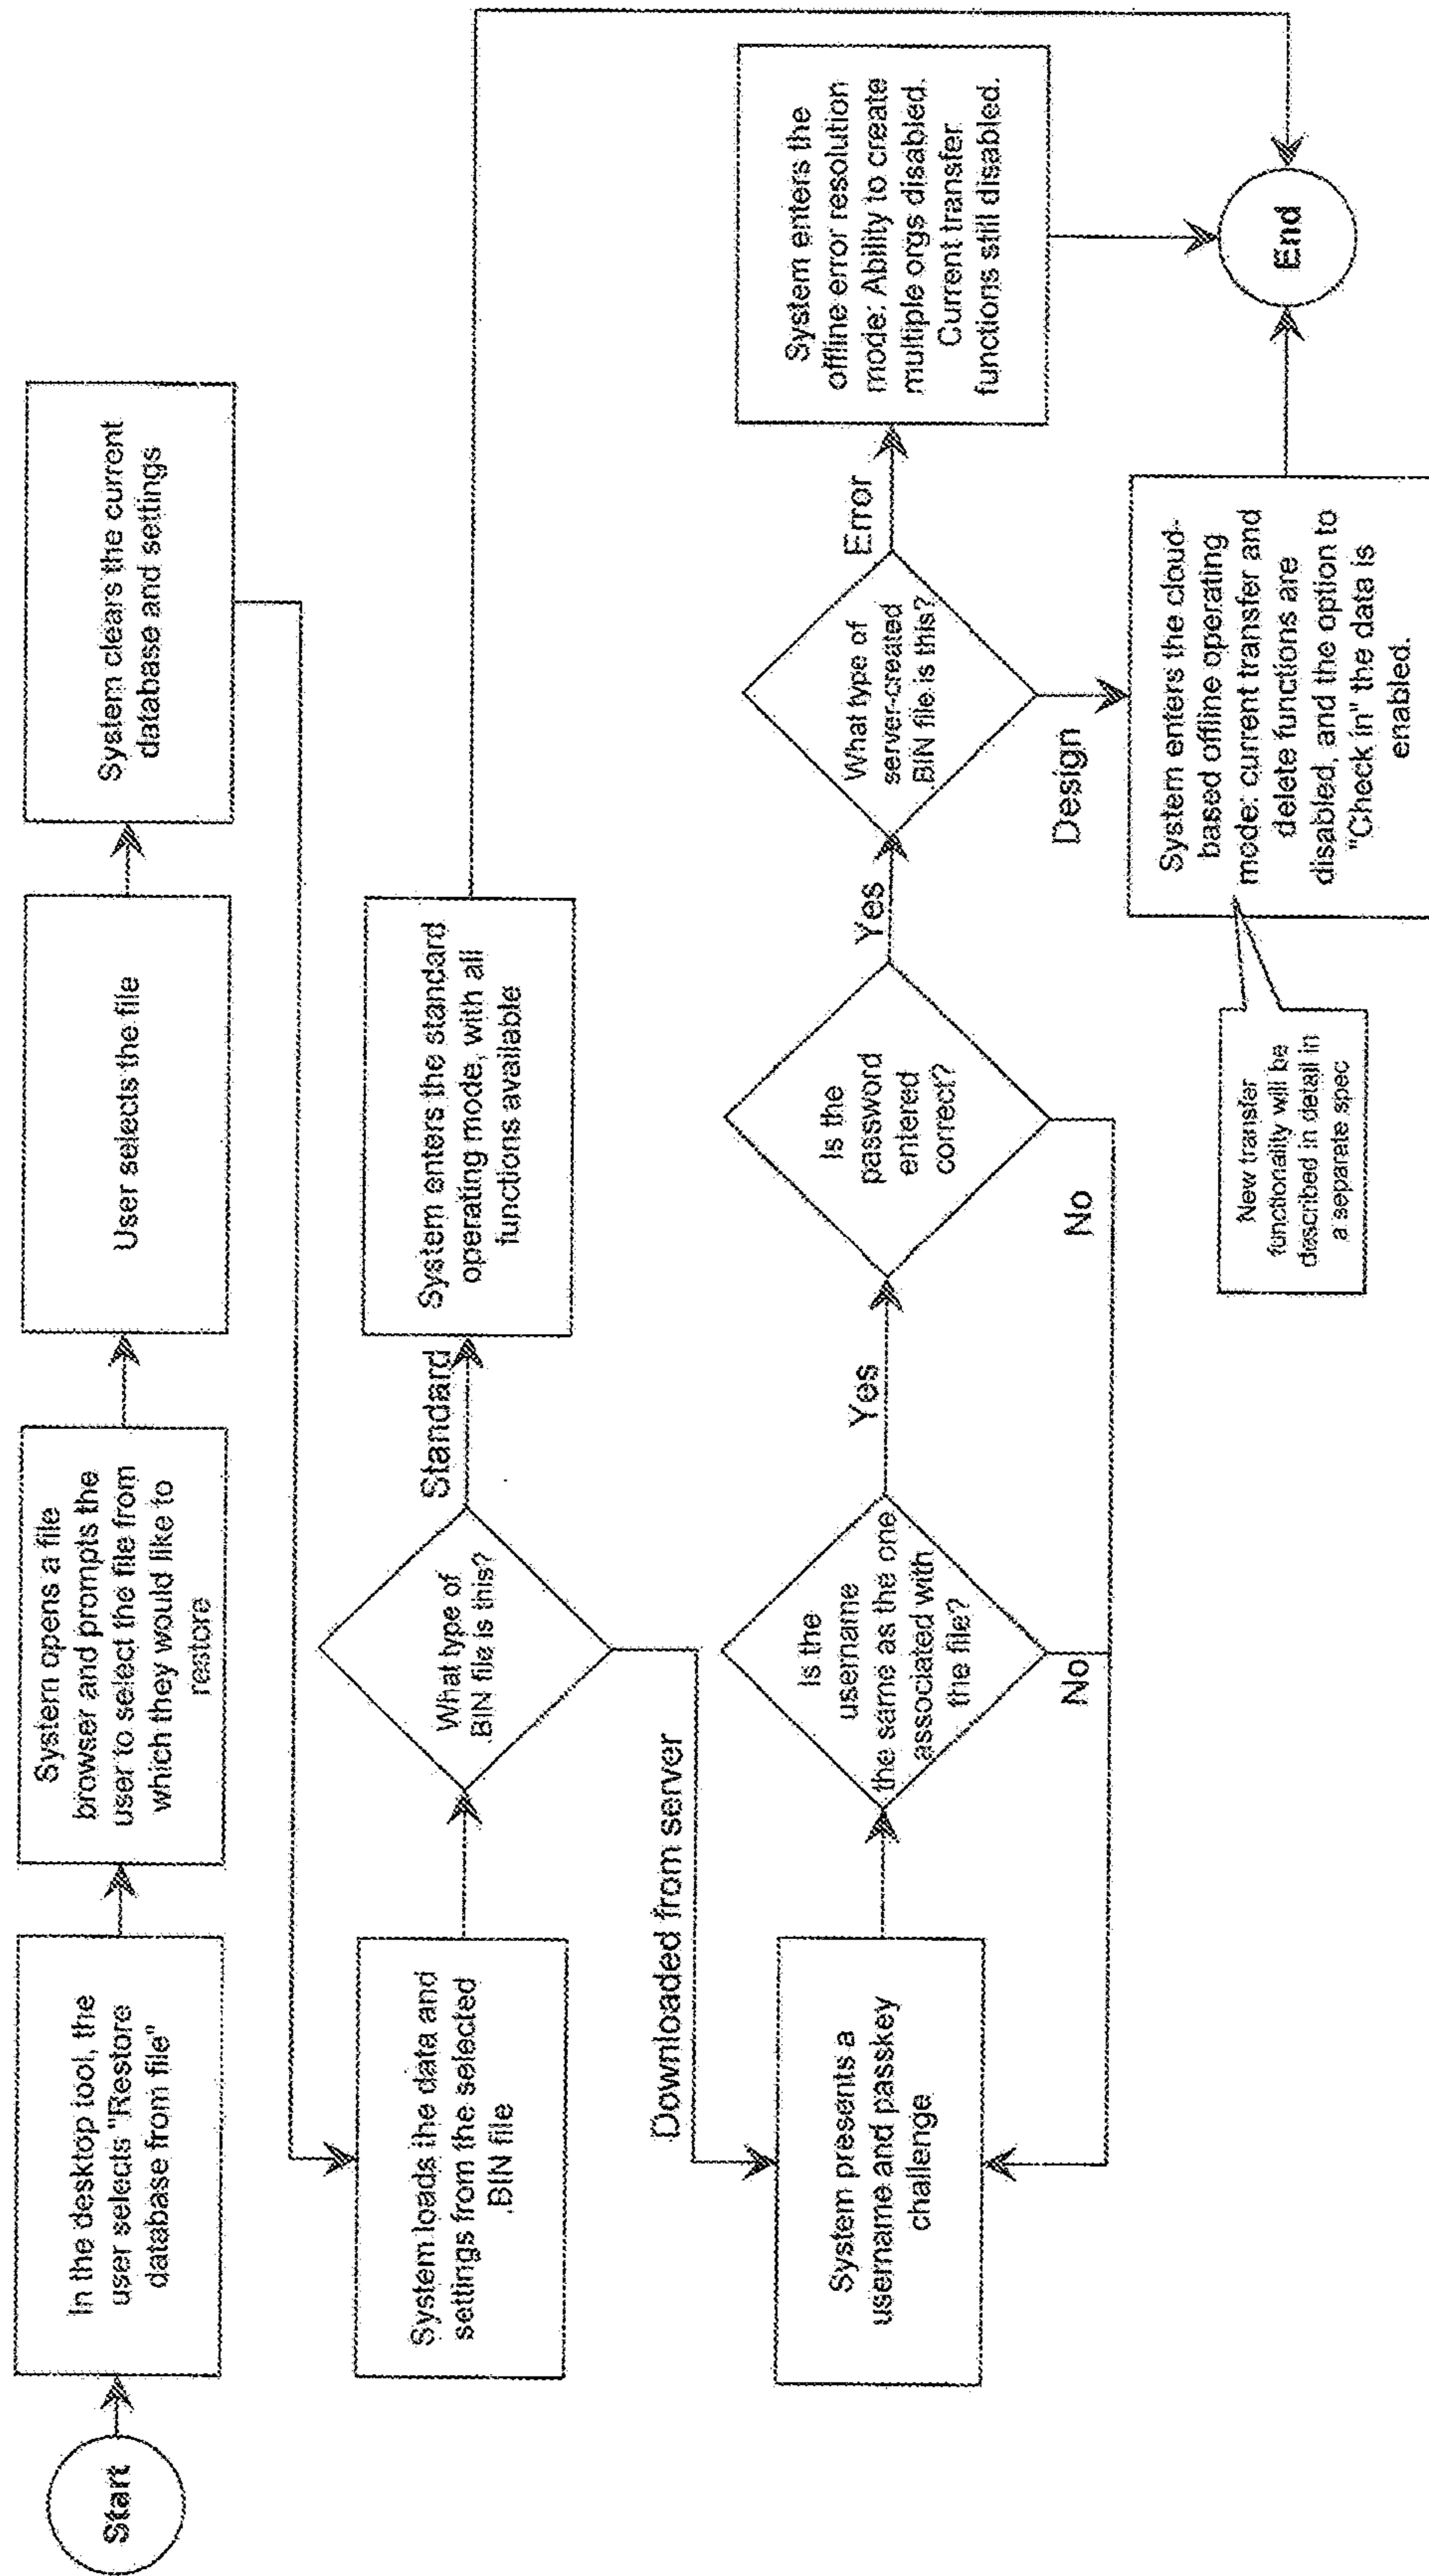 Start
In the desktop tool, the
user selects "Restore
database from file"
System opens a file
browser and prompts the
user to select the file from
which they would like to
restore
User selects the file
System clears the current
database and settings
System loads the data and
settings from the selected
.BIN file
What type of
.BIN file is this?
Standard
System enters the standard
operating mode, with all
functions available
Downloaded from server
System presents a
username and passkey
challenge
Is the
username
the same as the one
associated with
the file?
Yes
No
Is the
password
entered
correct?
Yes
No
What type of
server-created
BIN file is this?
Error
System enters the
offline error resolution
mode: Ability to create
multiple orgs disabled.
Current transfer
functions still disabled.
Design
System enters the cloud-
based offline operating
mode: current transfer and
delete functions are
disabled, and the option to
"Check in" the data is
enabled.
New transfer
functionality will be
described in detail in
a separate spec
End